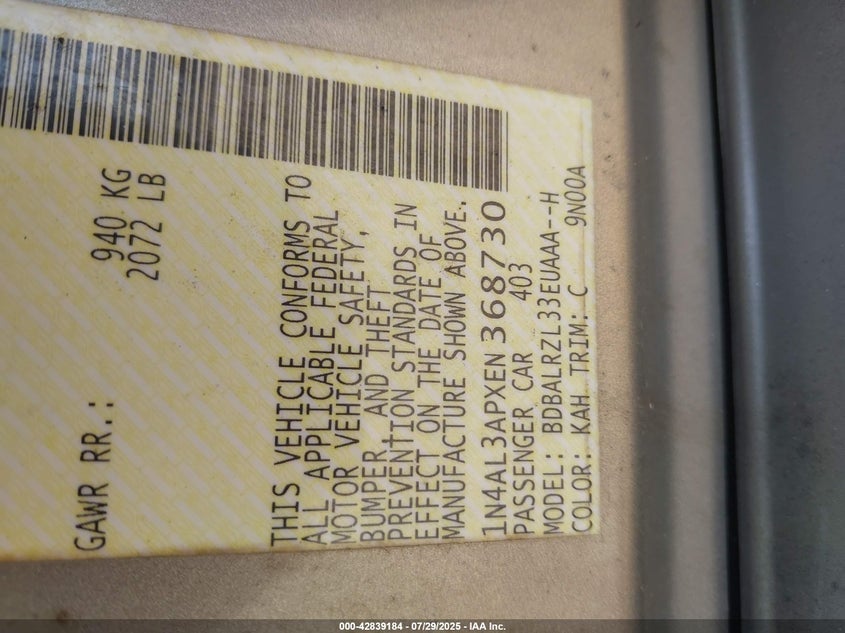 GAWR RR.: 940 KG
2072 LB
THIS VEHICLE CONFORMS TO
ALL APPLICABLE FEDERAL
MOTOR VEHICLE SAFETY,
BUMPER AND THEFT
PREVENTION STANDARDS IN
EFFECT ON THE DATE OF
MANUFACTURE SHOWN ABOVE.
1N4AL3APXEN368730
PASSENGER CAR 403
MODEL: BDBALRZL33EUAAA--H
COLOR: KAH TRIM: C 9N00A
000-42839184 - 07/29/2025 - IAA Inc.